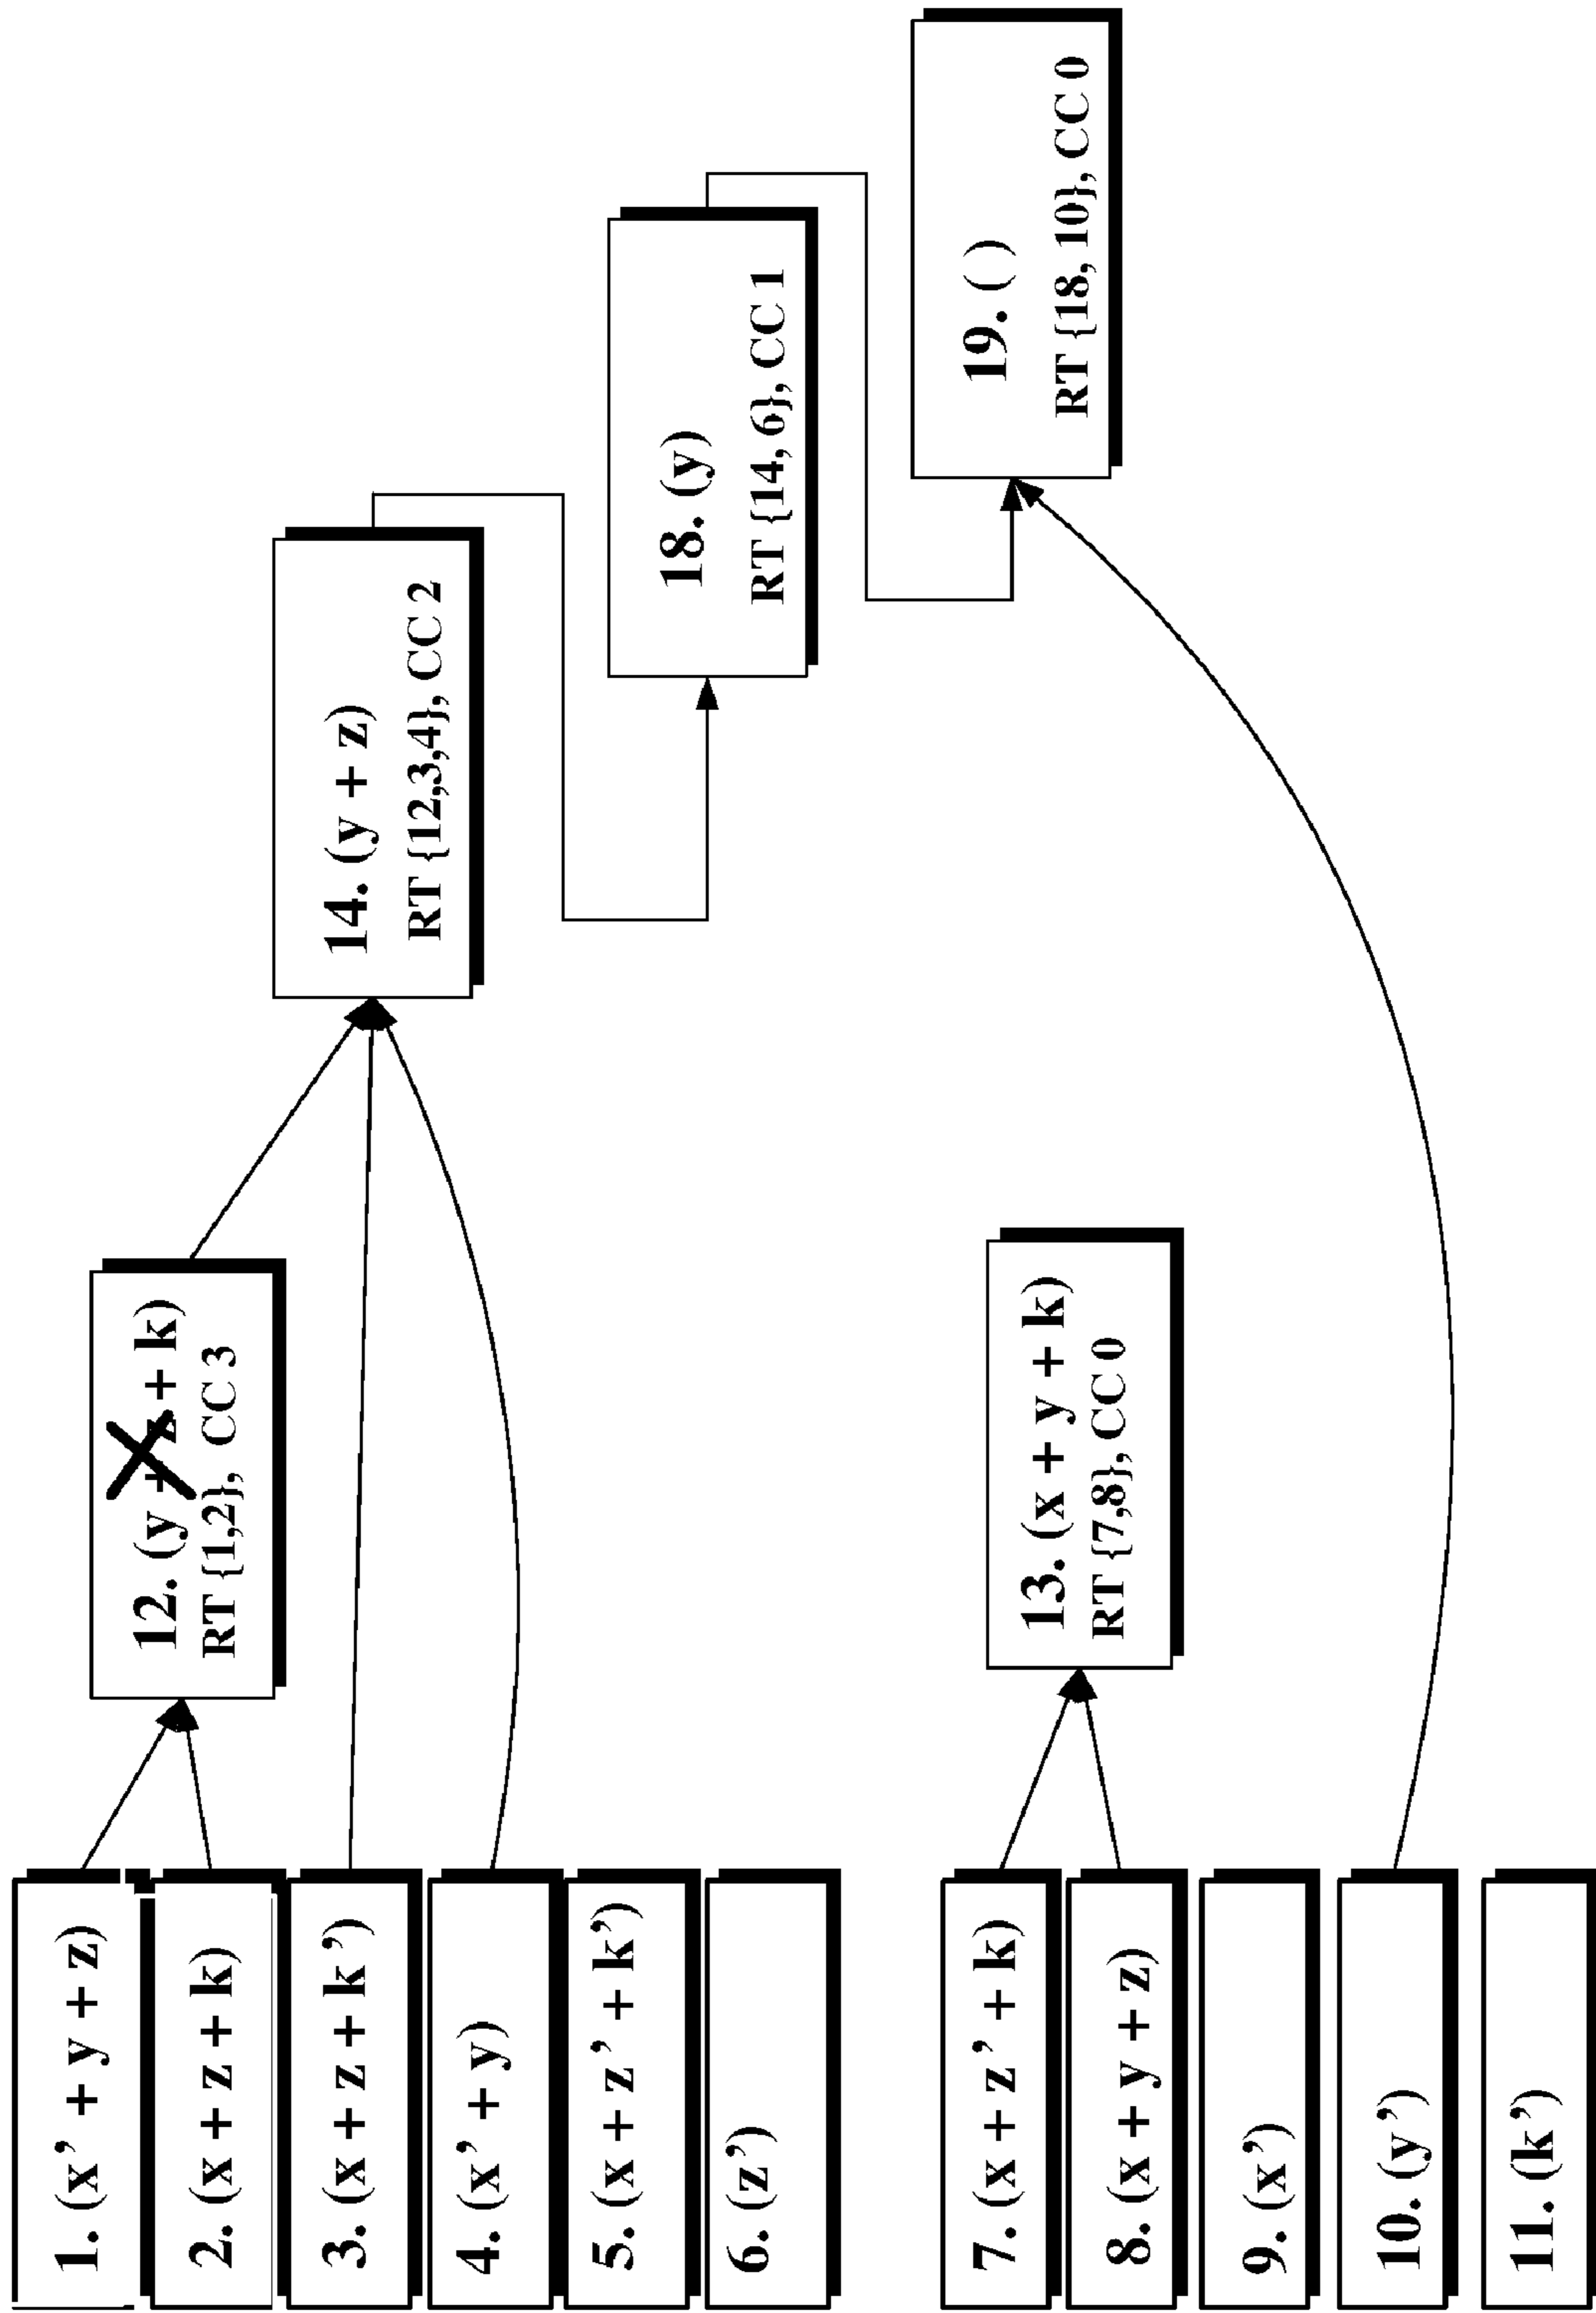 1. (x’ + y + z)
2. (x + z + k)
3. (x + z + k’)
4. (x’ + y)
5. (x + z’ + k’)
6. (z’)
7. (x + z’ + k)
8. (x + y + z)
9. (x’)
10. (y’)
11. (k’)
12. (y + z + k)
RT {1,2}, CC 3
13. (x + y + k)
RT {7,8}, CC 0
14. (y + z)
RT {12,3,4}, CC 2
18. (y)
RT {14, 6}, CC 1
19. ( )
RT {18, 10}, CC 0